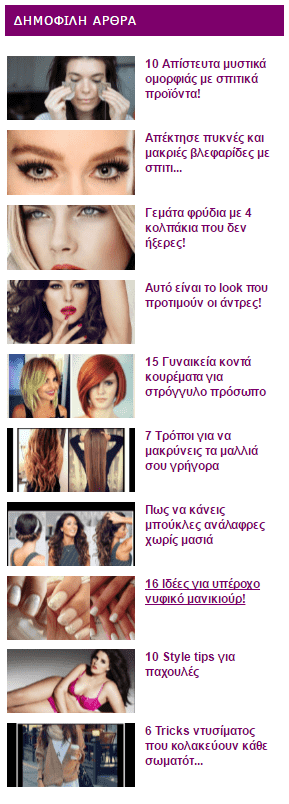 ΔΗΜΟΦΙΛΗ ΑΡΘΡΑ
10 Απίστευτα μυστικά
ομορφιάς με σπιτικά
προϊόντα!
Απέκτησε πυκνές και
μακριές βλεφαρίδες με
σπιτι...
Γεμάτα φρύδια με 4
κολπάκια που δεν
ήξερες!
Αυτό είναι το look που
προτιμούν οι άντρες!
15 Γυναικεία κοντά
κουρέματα για
στρόγγυλο πρόσωπο
7 Τρόποι για να
μακρύνεις τα μαλλιά
σου γρήγορα
Πως να κάνεις
μπούκλες ανάλαφρες
χωρίς μασιά
16 Ιδέες για υπέροχο
νυφικό μανικιούρ!
10 Style tips για
παχουλές
6 Tricks ντυσίματος
που κολακεύουν κάθε
σωματότ...